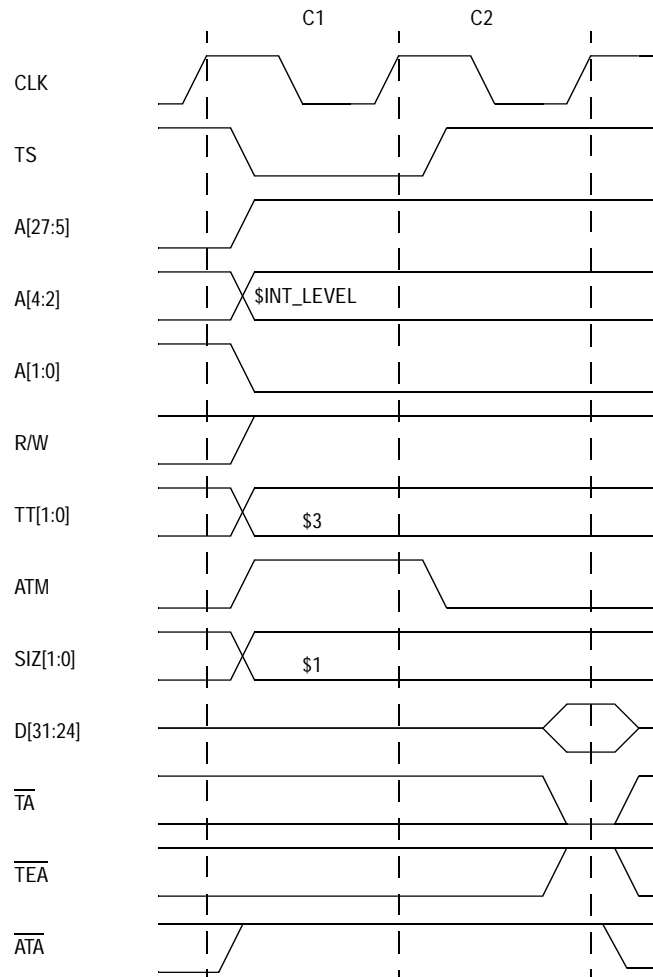 C1 C2
CLK
TS
A[27:5]
A[4:2] $INT_LEVEL
A[1:0]
R/W
TT[1:0] $3
ATM
SIZ[1:0] $1
D[31:24]
TA
TEA
ATA